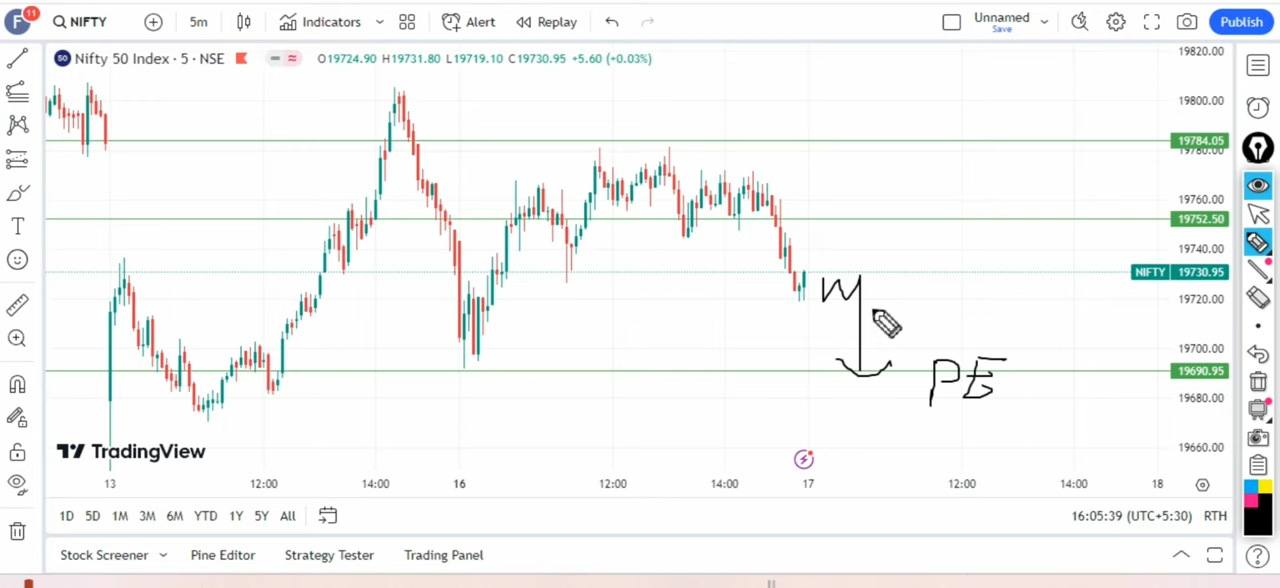 F 11 NIFTY 5m Indicators Alert Replay Unnamed Save Publish
50 Nifty 50 Index · 5 · NSE O19724.90 H19731.80 L19719.10 C19730.95 +5.60 (+0.03%)
19820.00
19800.00
19784.05
19780.00
19760.00
19752.50
19740.00
NIFTY 19730.95
19720.00
19700.00
19690.95
PE
19680.00
19660.00
TradingView
13 12:00 14:00 16 12:00 14:00 17 12:00 14:00 18
1D 5D 1M 3M 6M YTD 1Y 5Y All 16:05:39 (UTC+5:30) RTH
Stock Screener Pine Editor Strategy Tester Trading Panel